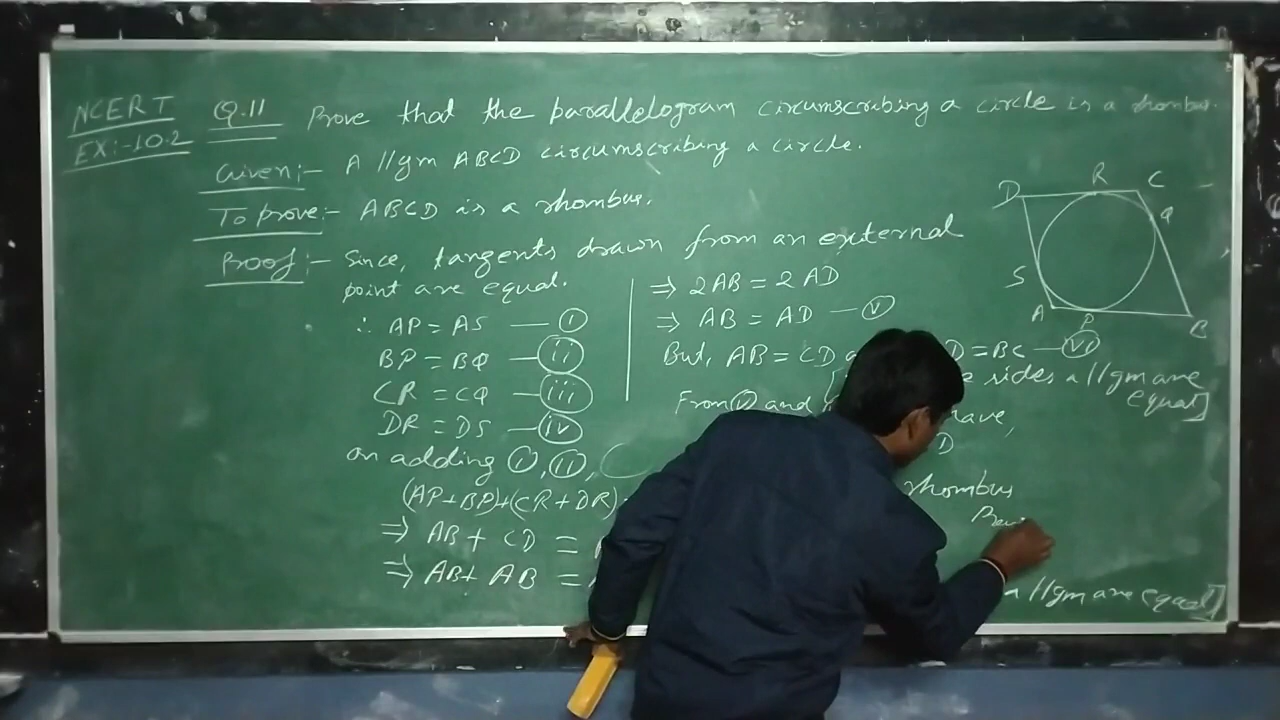 NCERT
EX:-10.2
Q.11 Prove that the parallelogram circumscribing a circle is a rhombus.
Given:- A //gm ABCD circumscribing a circle.
To prove:- ABCD is a rhombus.
Proof:- Since, tangents drawn from an external
point are equal.
∴ AP = AS — (i)
BP = BQ — (ii)
CR = CQ — (iii)
DR = DS — (iv)
on adding (i), (ii),
(AP+BP)+(CR+DR)
⇒ AB + CD =
⇒ AB + AB =
⇒ 2AB = 2AD
⇒ AB = AD — (v)
But, AB = CD D = BC — (vi)
sides a //gm are
equal]
From (v) and have,
D
rhombus
a //gm are equal]
D R C
Q
S
A P B